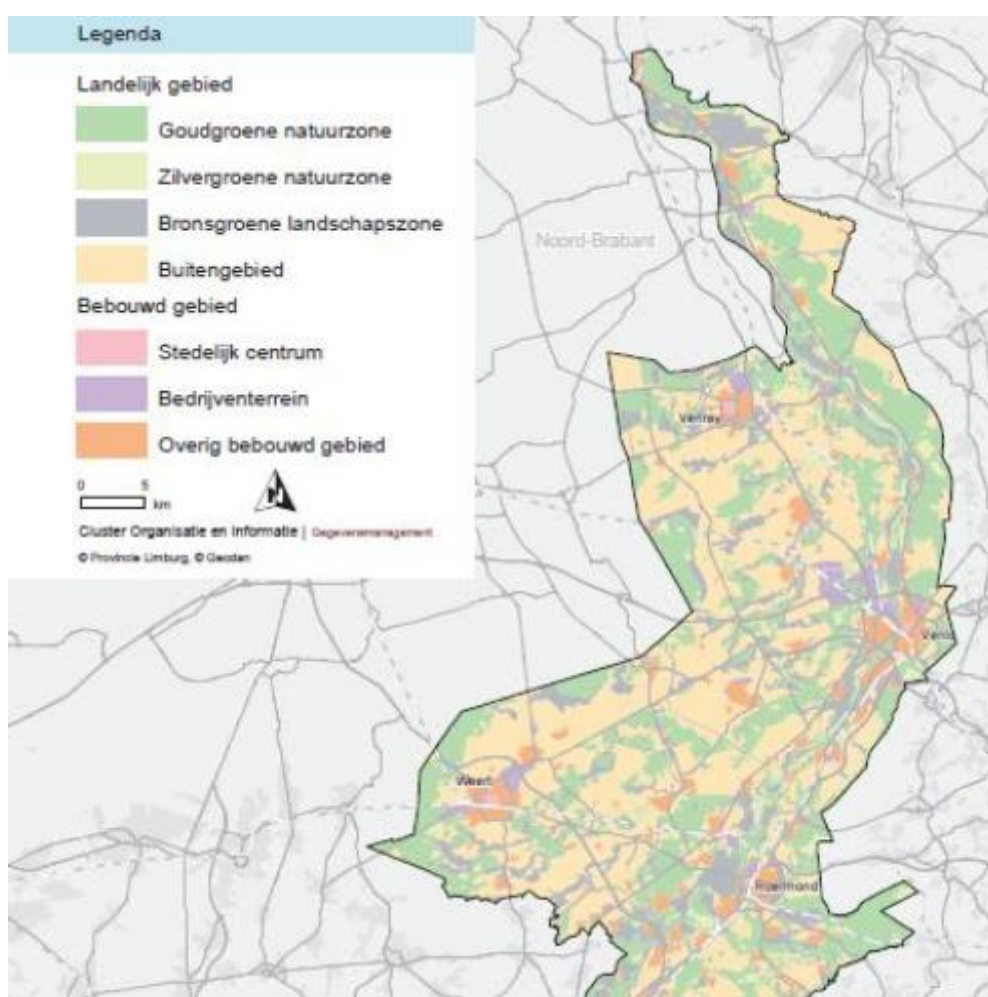 Legenda
Landelijk gebied
Goudgroene natuurzone
Zilvergroene natuurzone
Bronsgroene landschapszone
Buitengebied
Bebouwd gebied
Stedelijk centrum
Bedrijventerrein
Overig bebouwd gebied
0 5
km
Cluster Organisatie en Informatie | Gegevensmanagement
© Provincie Limburg, © Geodan
Noord-Brabant
Venray
Venlo
Weert
Roermond